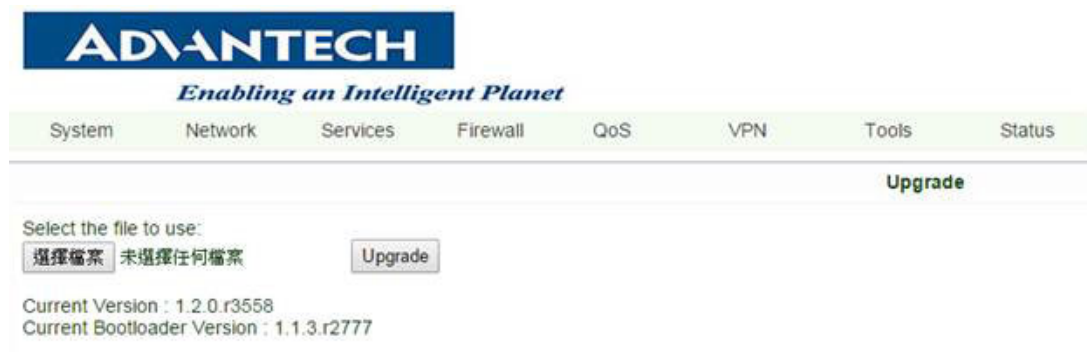 ADVANTECH
Enabling an Intelligent Planet
System Network Services Firewall QoS VPN Tools Status
Upgrade
Select the file to use:
選擇檔案 未選擇任何檔案 Upgrade
Current Version : 1.2.0.r3558
Current Bootloader Version : 1.1.3.r2777